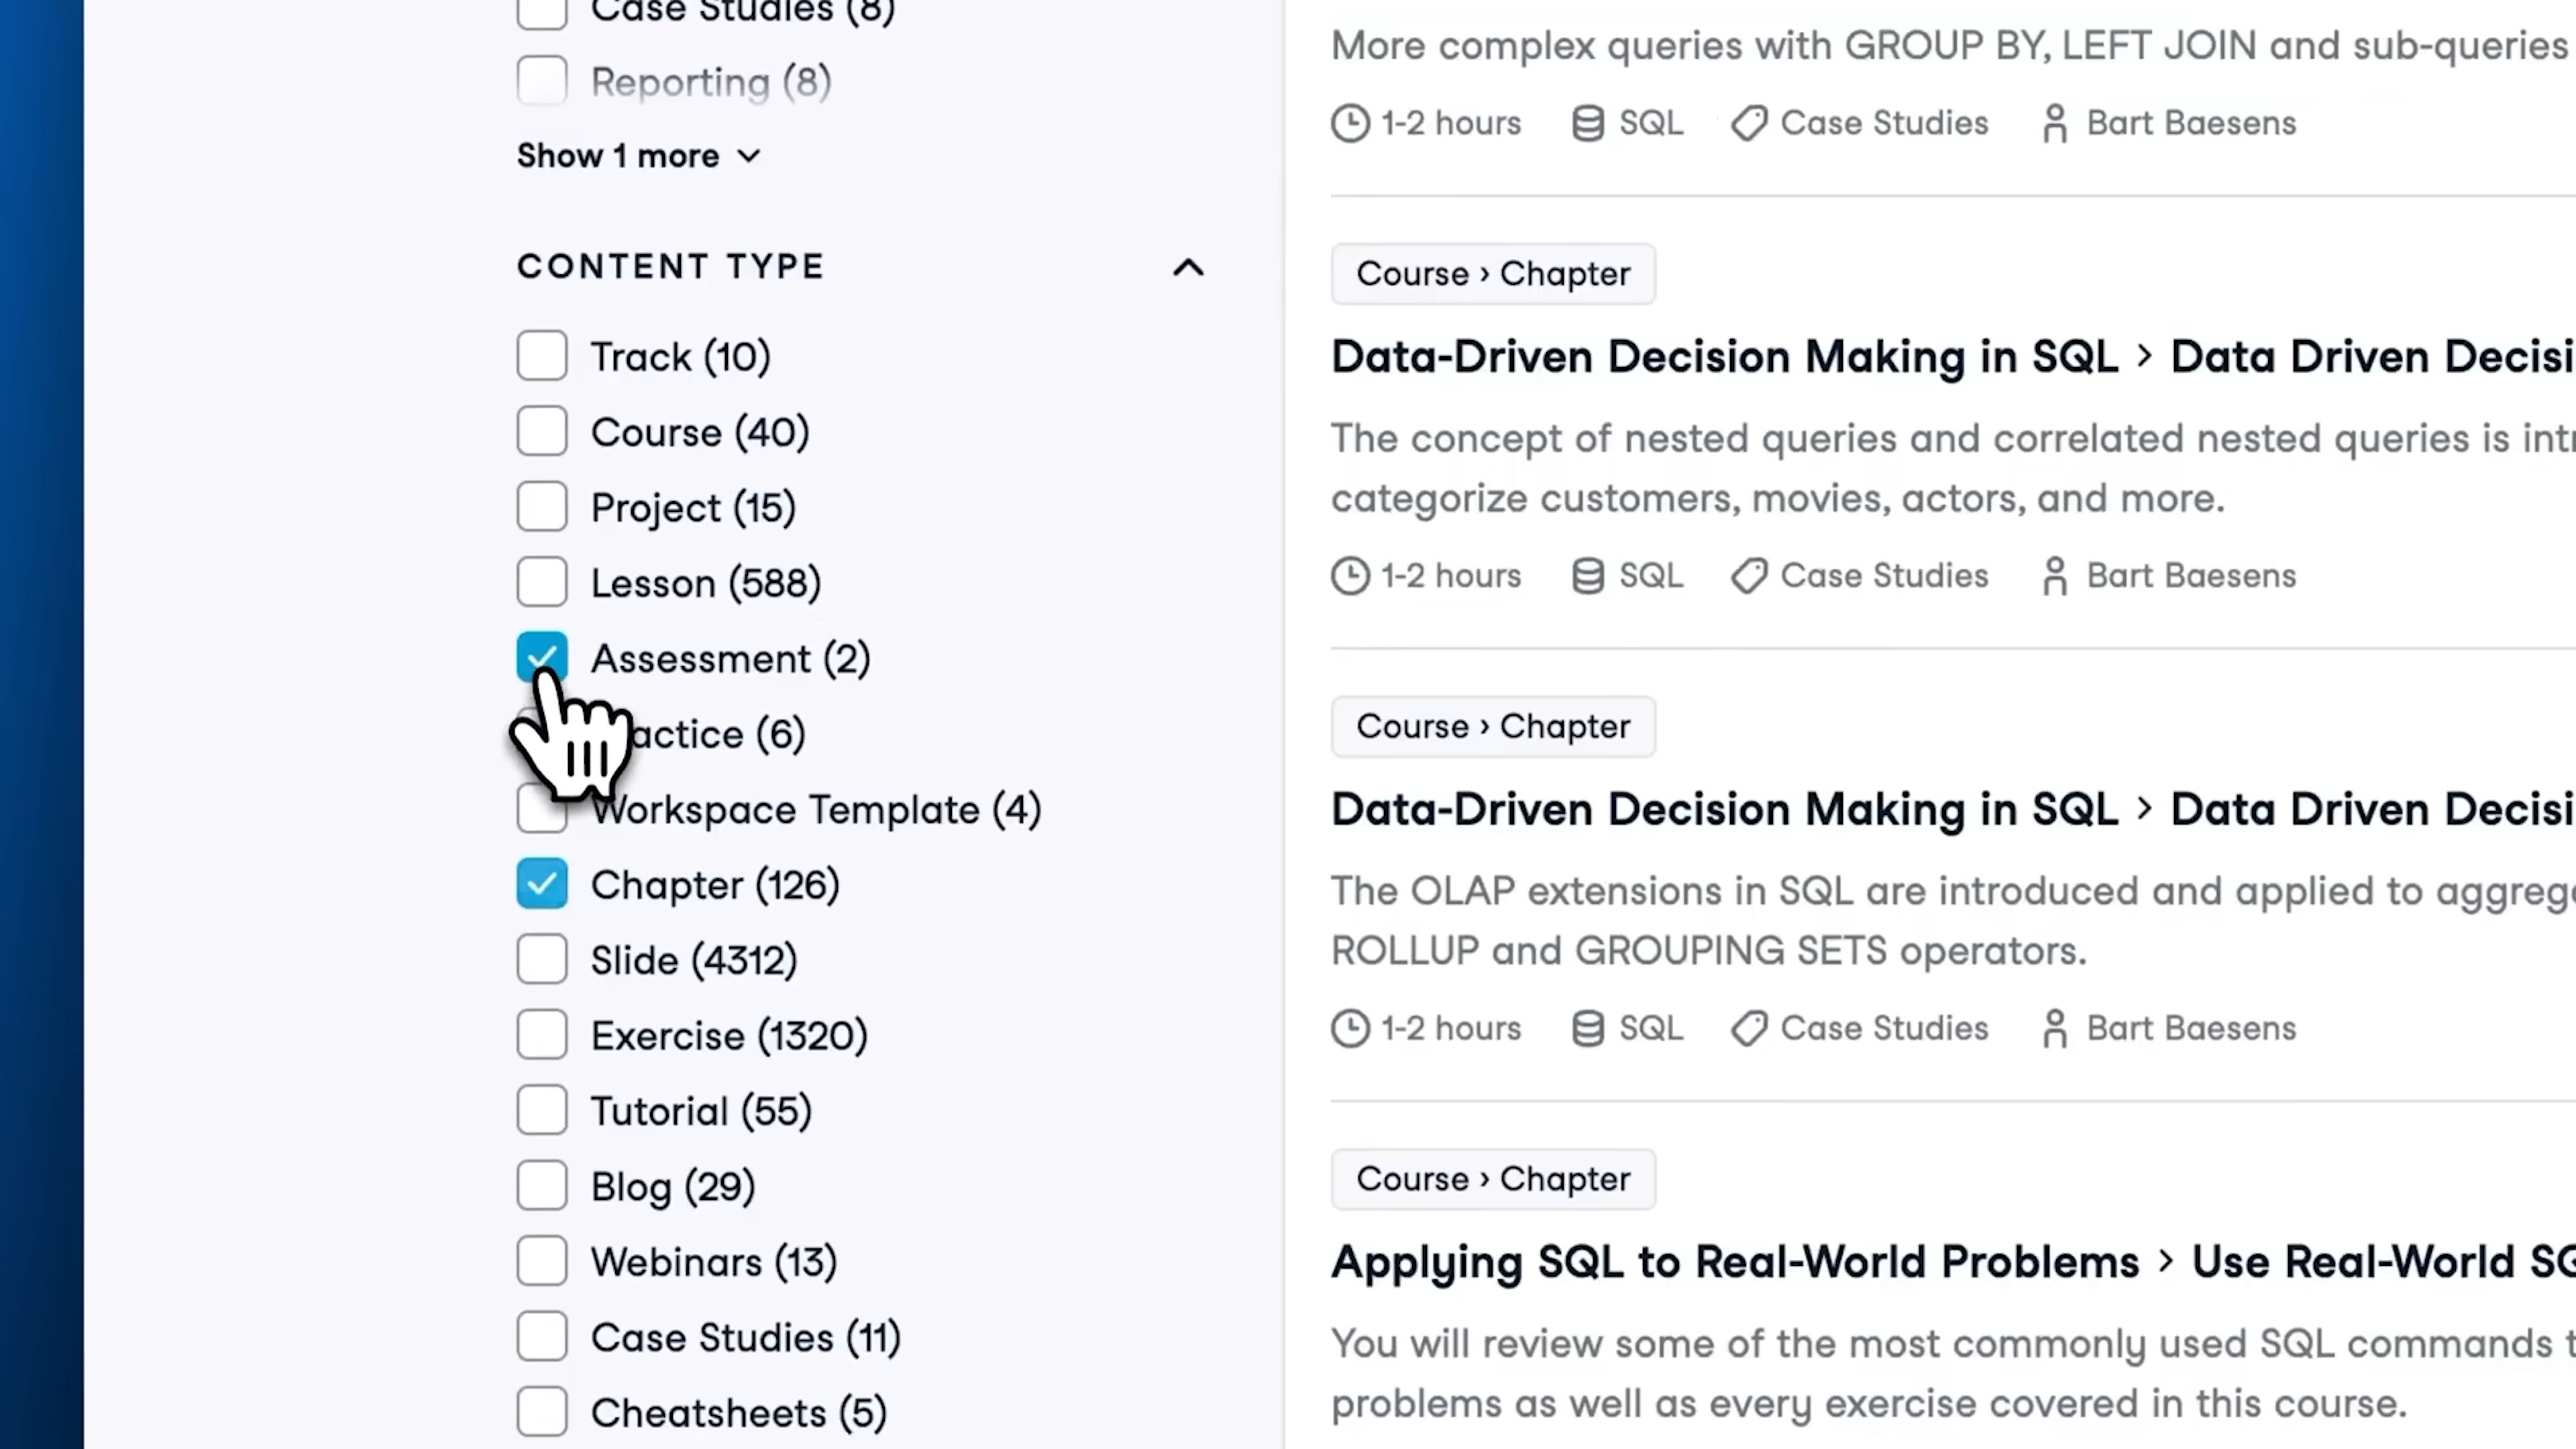 Case Studies (8)
Reporting (8)
Show 1 more
CONTENT TYPE
Track (10)
Course (40)
Project (15)
Lesson (588)
Assessment (2)
actice (6)
Workspace Template (4)
Chapter (126)
Slide (4312)
Exercise (1320)
Tutorial (55)
Blog (29)
Webinars (13)
Case Studies (11)
Cheatsheets (5)
More complex queries with GROUP BY, LEFT JOIN and sub-queries
1-2 hours SQL Case Studies Bart Baesens
Course › Chapter
Data-Driven Decision Making in SQL > Data Driven Decisi
The concept of nested queries and correlated nested queries is int
categorize customers, movies, actors, and more.
1-2 hours SQL Case Studies Bart Baesens
Course › Chapter
Data-Driven Decision Making in SQL > Data Driven Decisi
The OLAP extensions in SQL are introduced and applied to aggreg
ROLLUP and GROUPING SETS operators.
1-2 hours SQL Case Studies Bart Baesens
Course › Chapter
Applying SQL to Real-World Problems > Use Real-World SQ
You will review some of the most commonly used SQL commands t
problems as well as every exercise covered in this course.